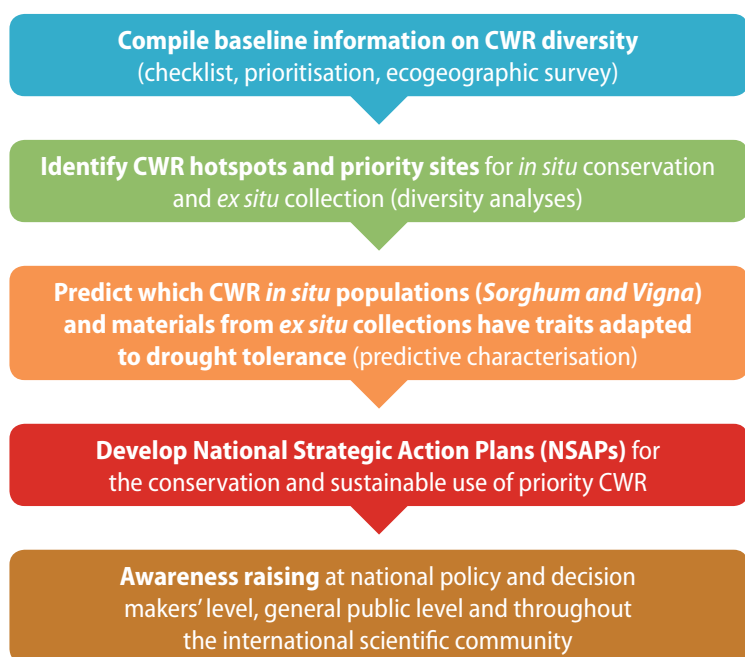 Compile baseline information on CWR diversity
(checklist, prioritisation, ecogeographic survey)
Identify CWR hotspots and priority sites for in situ conservation
and ex situ collection (diversity analyses)
Predict which CWR in situ populations (Sorghum and Vigna)
and materials from ex situ collections have traits adapted
to drought tolerance (predictive characterisation)
Develop National Strategic Action Plans (NSAPs) for
the conservation and sustainable use of priority CWR
Awareness raising at national policy and decision
makers’ level, general public level and throughout
the international scientific community